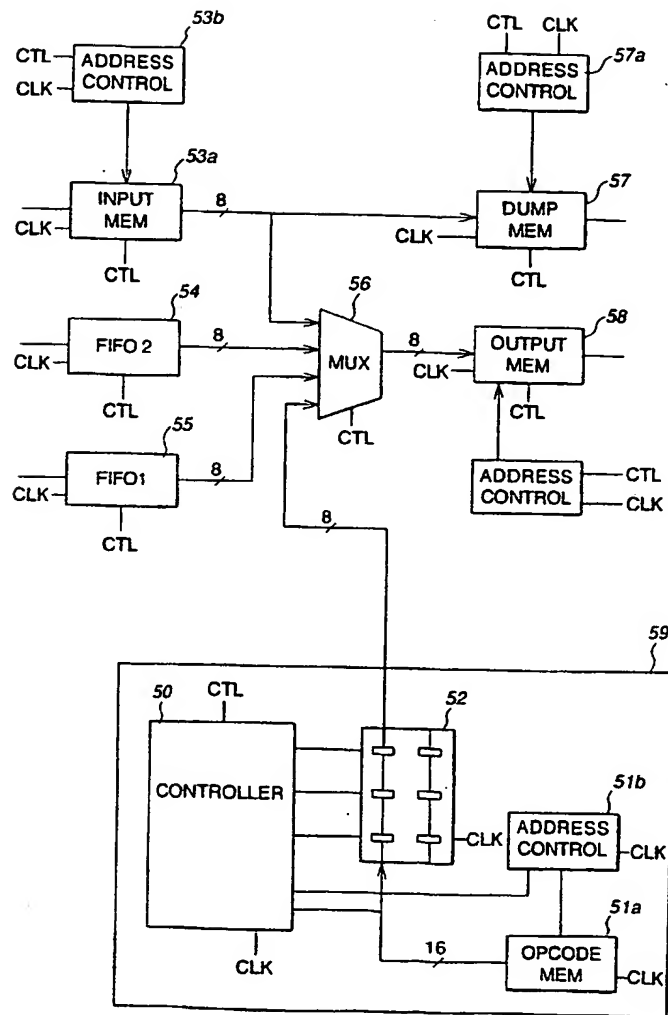 53b
CTL
CLK
ADDRESS
CONTROL
CTL
CLK
57a
ADDRESS
CONTROL
53a
INPUT
MEM
8
CLK
CTL
57
DUMP
MEM
CLK
CTL
54
FIFO 2
8
CLK
CTL
56
MUX
8
CTL
58
OUTPUT
MEM
CLK
CTL
55
FIFO1
8
CLK
CTL
ADDRESS
CONTROL
CTL
CLK
8
59
50
CTL
CONTROLLER
CLK
52
CLK
51b
ADDRESS
CONTROL
CLK
51a
16
OPCODE
MEM
CLK